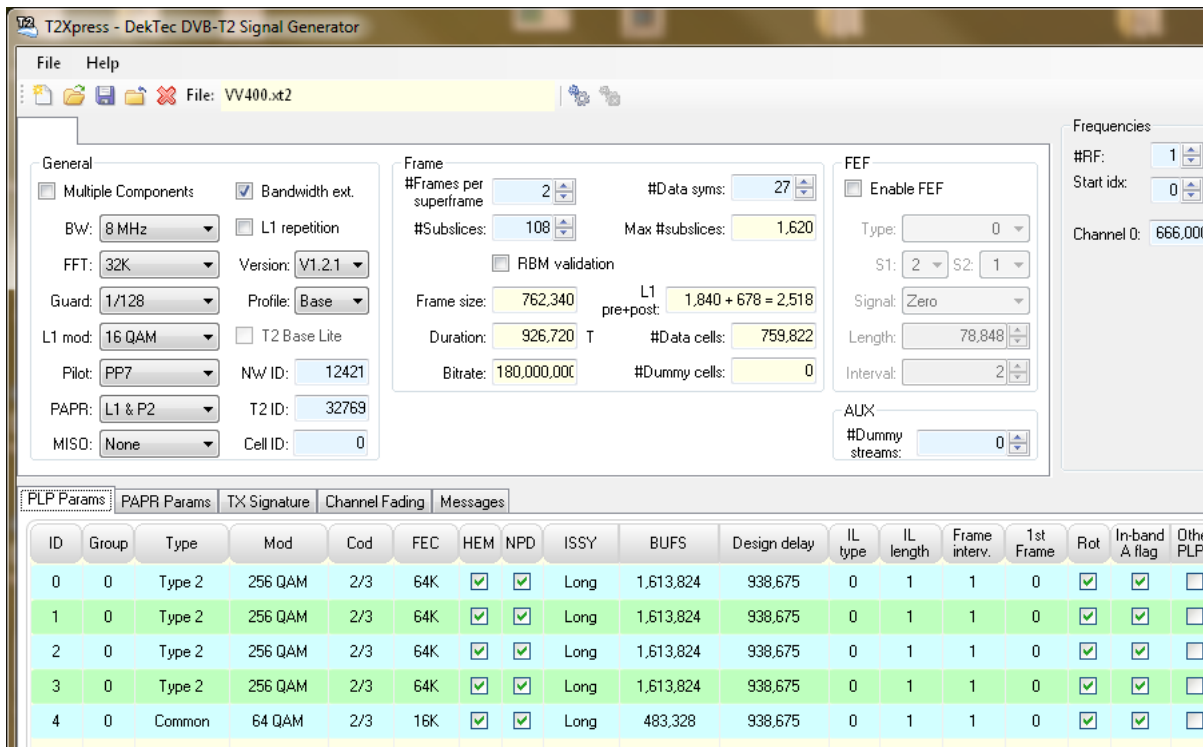 T2Xpress - DekTec DVB-T2 Signal Generator
File Help
File: VV400.xt2
General
Multiple Components
Bandwidth ext.
BW: 8 MHz
L1 repetition
FFT: 32K
Version: V1.2.1
Guard: 1/128
Profile: Base
L1 mod: 16 QAM
T2 Base Lite
Pilot: PP7
NW ID: 12421
PAPR: L1 & P2
T2 ID: 32769
MISO: None
Cell ID: 0
Frame
#Frames per superframe 2
#Data syms: 27
#Subslices: 108
Max #subslices: 1,620
RBM validation
Frame size: 762,340
L1 pre+post: 1,840 + 678 = 2,518
Duration: 926,720 T
#Data cells: 759,822
Bitrate: 180,000,000
#Dummy cells: 0
FEF
Enable FEF
Type: 0
S1: 2 S2: 1
Signal: Zero
Length: 78,848
Interval: 2
AUX
#Dummy streams: 0
Frequencies
#RF: 1
Start idx: 0
Channel 0: 666,000
PLP Params PAPR Params TX Signature Channel Fading Messages
ID Group Type Mod Cod FEC HEM NPD ISSY BUFS Design delay IL type IL length Frame interv. 1st Frame Rot In-band A flag Othe PLP
0 0 Type 2 256 QAM 2/3 64K Long 1,613,824 938,675 0 1 1 0
1 0 Type 2 256 QAM 2/3 64K Long 1,613,824 938,675 0 1 1 0
2 0 Type 2 256 QAM 2/3 64K Long 1,613,824 938,675 0 1 1 0
3 0 Type 2 256 QAM 2/3 64K Long 1,613,824 938,675 0 1 1 0
4 0 Common 64 QAM 2/3 16K Long 483,328 938,675 0 1 1 0